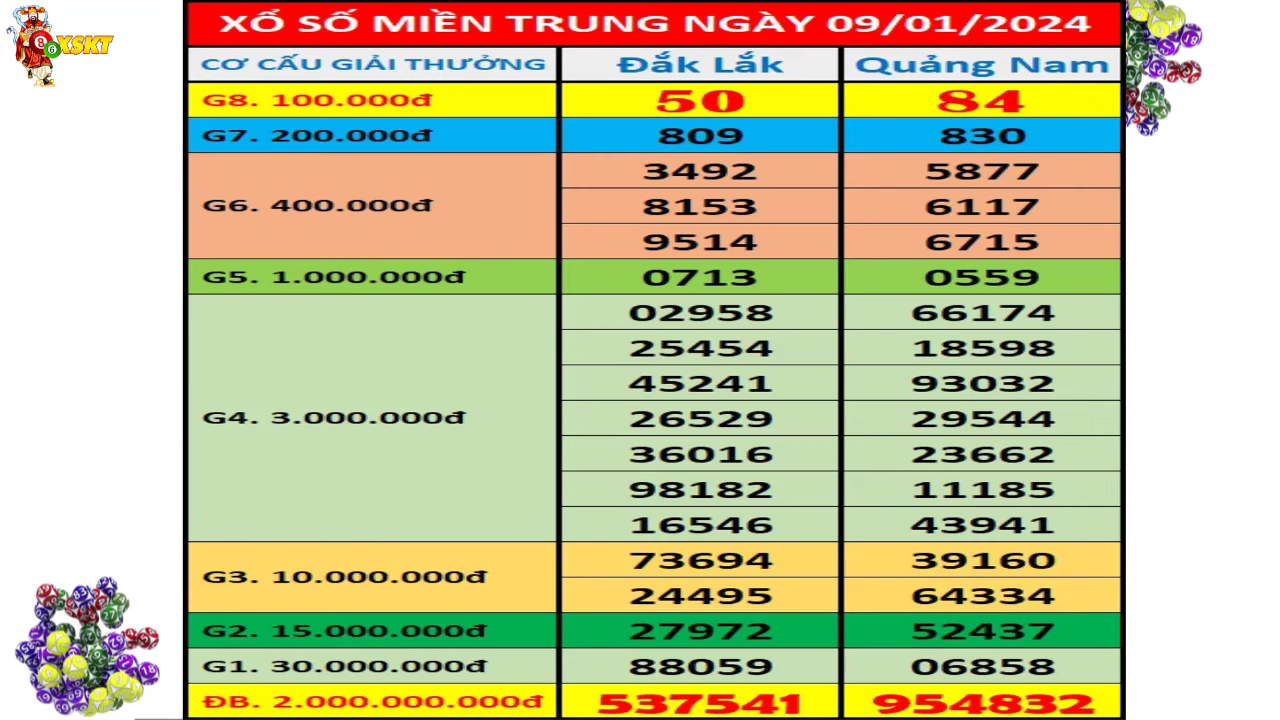 XSKT
XỔ SỐ MIỀN TRUNG NGÀY 09/01/2024
CƠ CẤU GIẢI THƯỞNG Đắk Lắk Quảng Nam
G8. 100.000đ 50 84
G7. 200.000đ 809 830
3492 5877
G6. 400.000đ 8153 6117
9514 6715
G5. 1.000.000đ 0713 0559
02958 66174
25454 18598
45241 93032
G4. 3.000.000đ 26529 29544
36016 23662
98182 11185
16546 43941
G3. 10.000.000đ 73694 39160
24495 64334
G2. 15.000.000đ 27972 52437
G1. 30.000.000đ 88059 06858
ĐB. 2.000.000.000đ 537541 954832